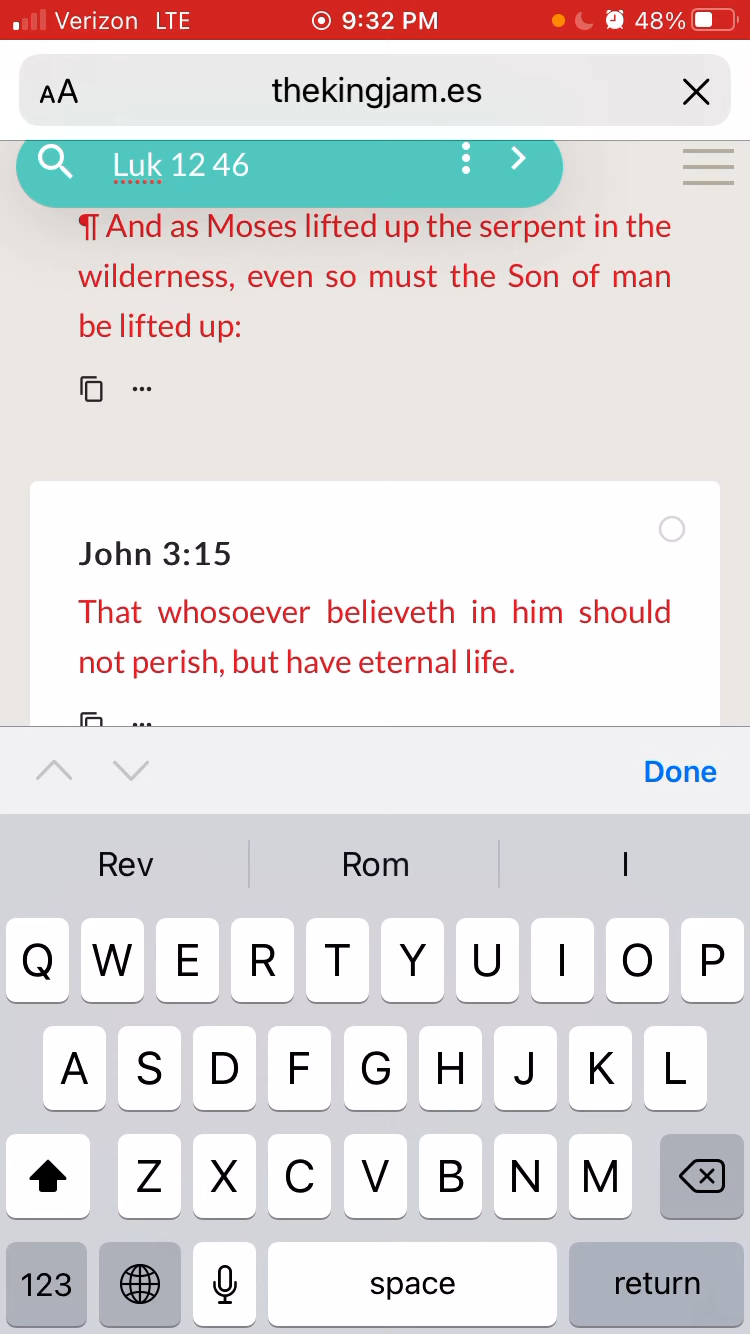 Verizon LTE 9:32 PM 48%
AA thekingjam.es
Luk 12 46
¶ And as Moses lifted up the serpent in the
wilderness, even so must the Son of man
be lifted up:
John 3:15
That whosoever believeth in him should
not perish, but have eternal life.
Done
Rev Rom I
Q W E R T Y U I O P
A S D F G H J K L
Z X C V B N M
123 space return